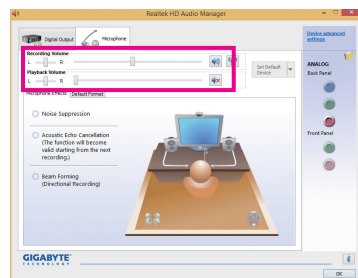 Realtek HD Audio Manager
Digital Output
Microphone
Device advanced
settings
Recording Volume
L
R
Playback Volume
L
R
Set Default
Device
ANALOG
Back Panel
Front Panel
Microphone Effects
Default Format
Noise Suppression
Acoustic Echo Cancellation
(The function will become
valid starting from the next
recording.)
Beam Forming
(Directional Recording)
GIGABYTE
TECHNOLOGY
OK